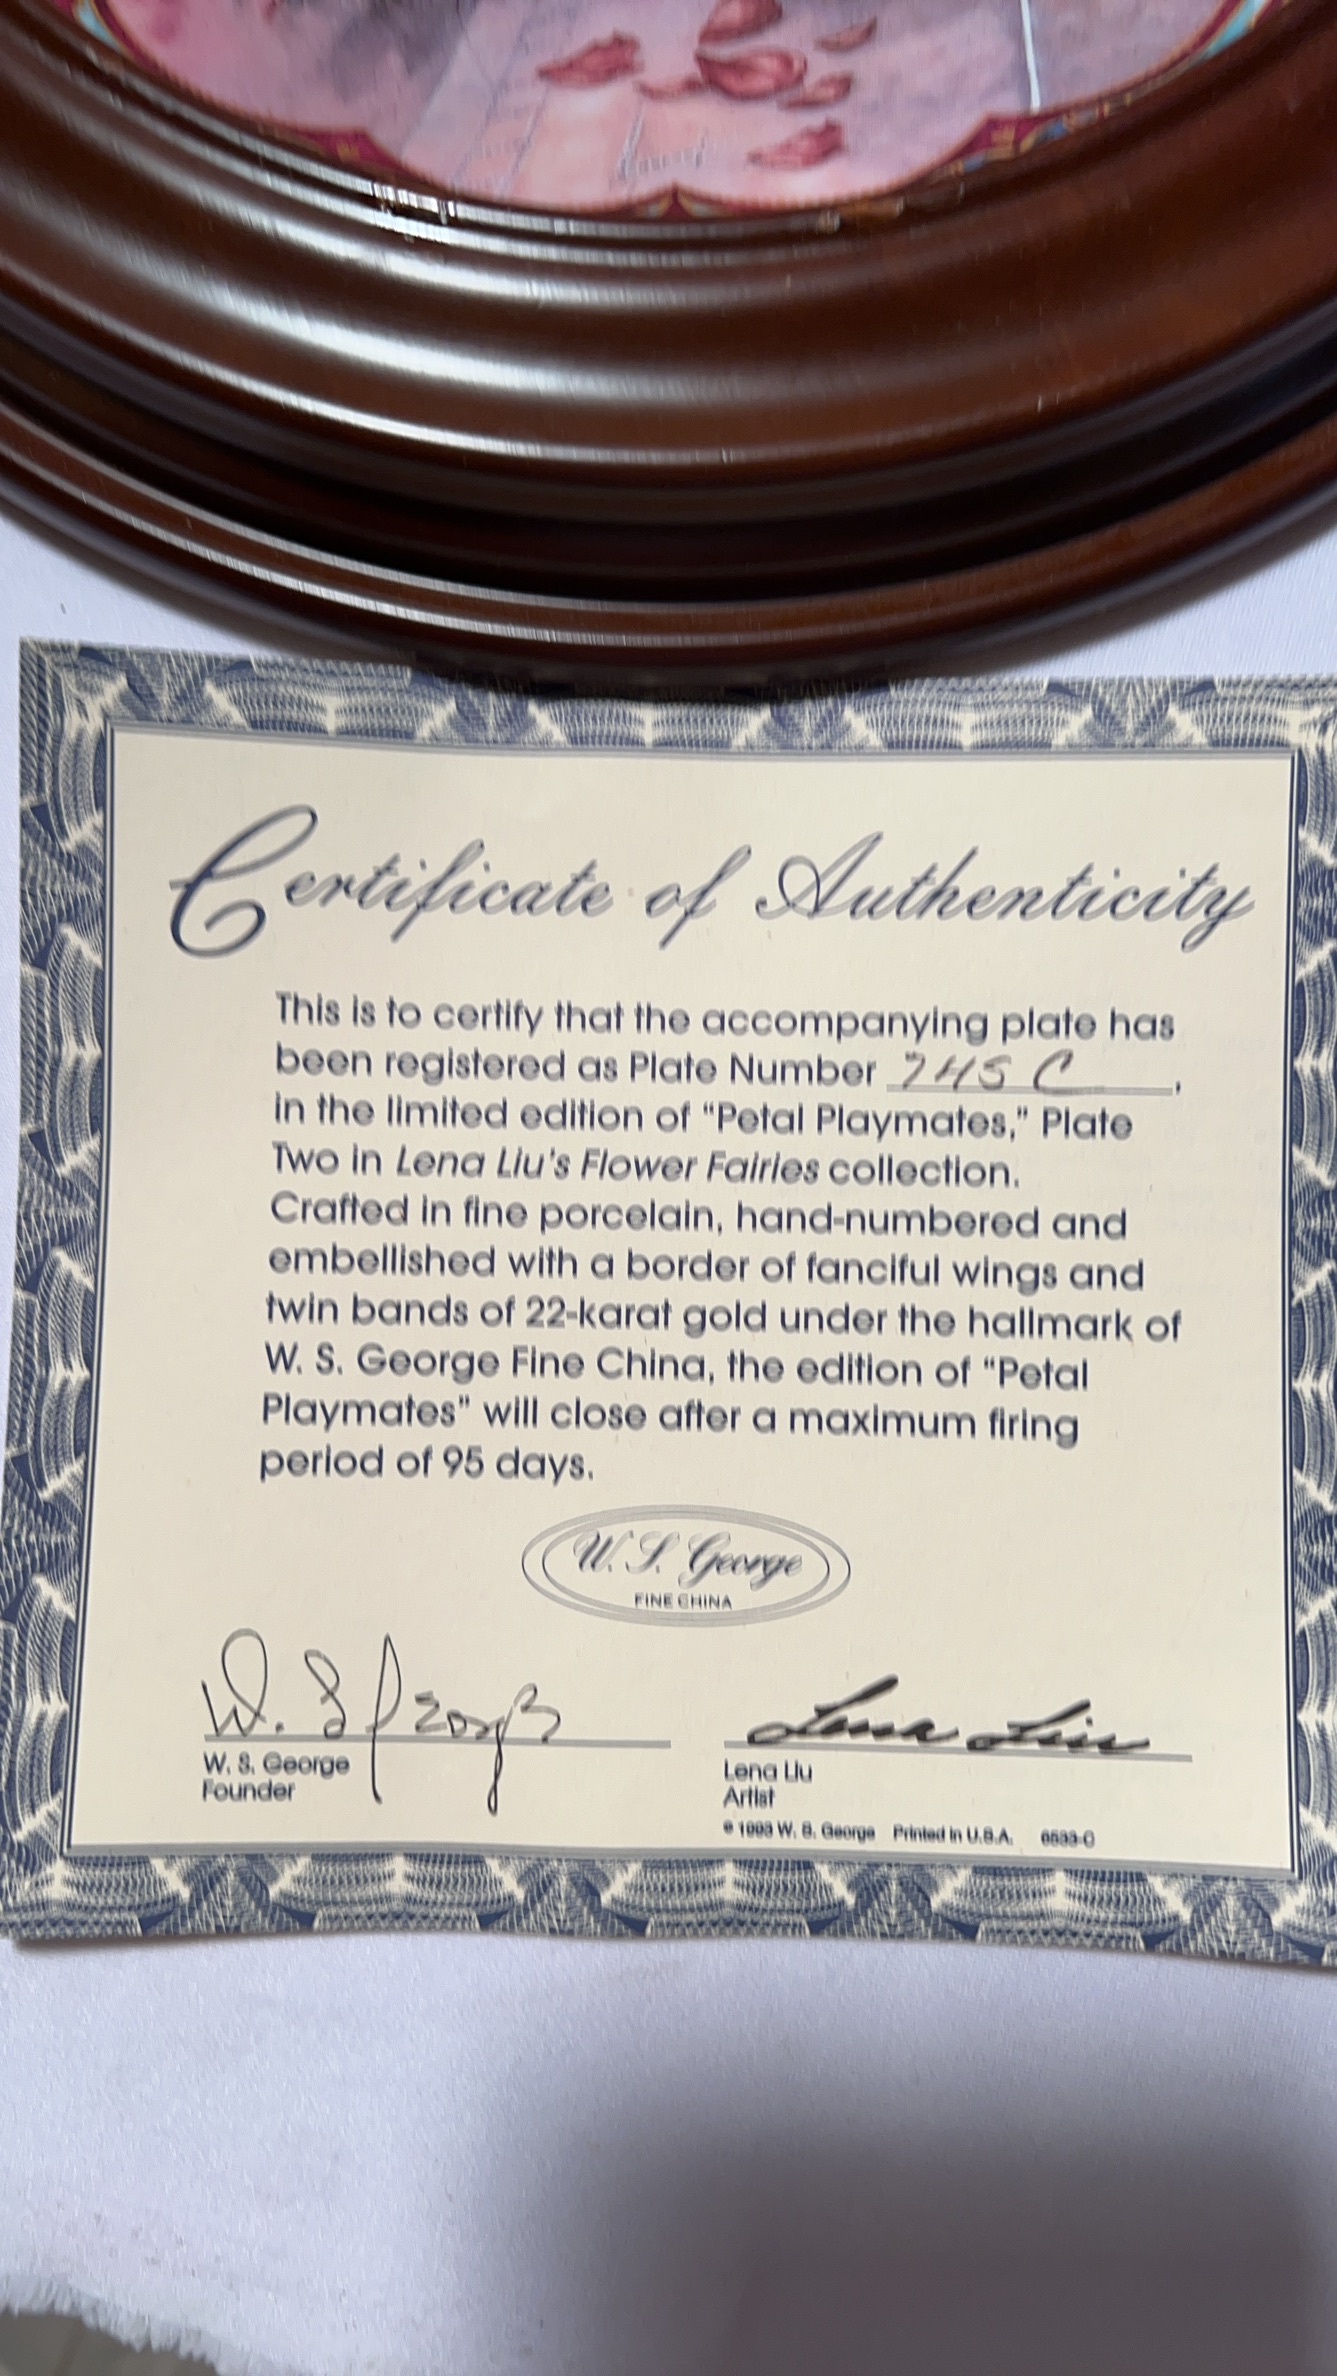 Certificate of Authenticity
This is to certify that the accompanying plate has
been registered as Plate Number 745 C,
in the limited edition of “Petal Playmates,” Plate
Two in Lena Liu's Flower Fairies collection.
Crafted in fine porcelain, hand-numbered and
embellished with a border of fanciful wings and
twin bands of 22-karat gold under the hallmark of
W. S. George Fine China, the edition of “Petal
Playmates” will close after a maximum firing
period of 95 days.
W. S. George
FINE CHINA
W. S. George Lena Liu
W. S. George
Founder
Lena Liu
Artist
© 1993 W. S. George Printed in U.S.A. 6533-C